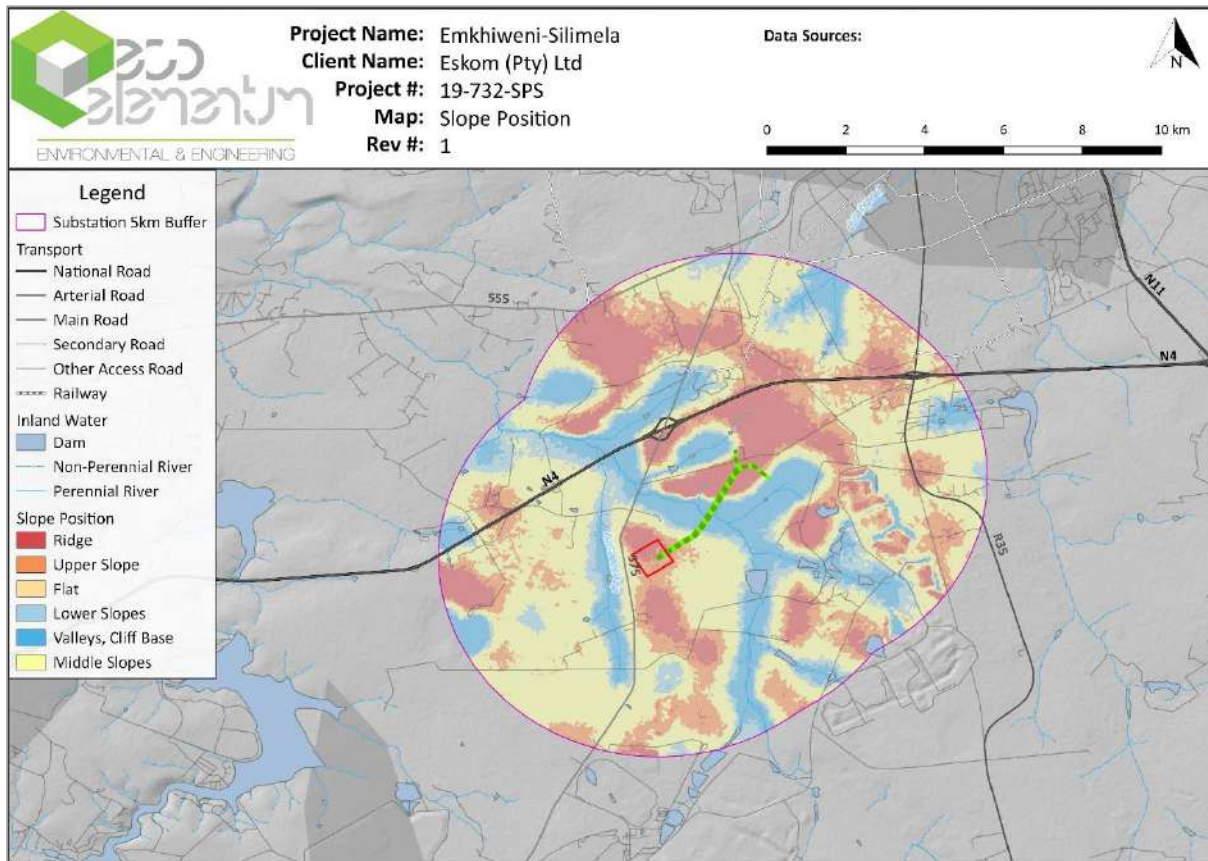 eco
elementum
ENVIRONMENTAL & ENGINEERING
Project Name: Emkhiweni-Silimela
Client Name: Eskom (Pty) Ltd
Project #: 19-732-SPS
Map: Slope Position
Rev #: 1
Data Sources:
N
0 2 4 6 8 10 km
Legend
Substation 5km Buffer
Transport
National Road
Arterial Road
Main Road
Secondary Road
Other Access Road
Railway
Inland Water
Dam
Non-Perennial River
Perennial River
Slope Position
Ridge
Upper Slope
Flat
Lower Slopes
Valleys, Cliff Base
Middle Slopes
555
N11
N4
N4
R35
575